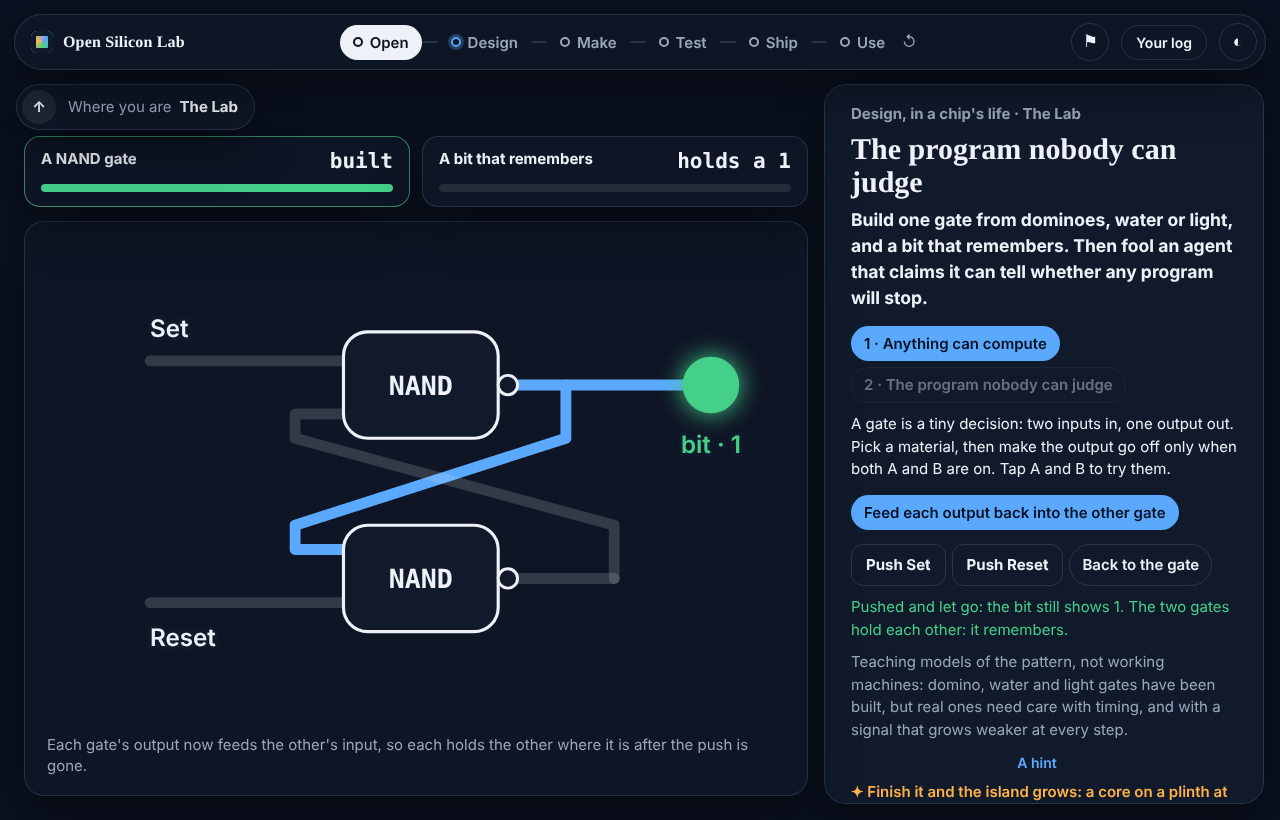 Open Silicon Lab
Open
Design
Make
Test
Ship
Use
Your log
Where you are The Lab
A NAND gate
built
A bit that remembers
holds a 1
Set
NAND
bit · 1
NAND
Reset
Each gate's output now feeds the other's input, so each holds the other where it is after the push is
gone.
Design, in a chip's life · The Lab
The program nobody can
judge
Build one gate from dominoes, water or light,
and a bit that remembers. Then fool an agent
that claims it can tell whether any program
will stop.
1 · Anything can compute
2 · The program nobody can judge
A gate is a tiny decision: two inputs in, one output out.
Pick a material, then make the output go off only when
both A and B are on. Tap A and B to try them.
Feed each output back into the other gate
Push Set
Push Reset
Back to the gate
Pushed and let go: the bit still shows 1. The two gates
hold each other: it remembers.
Teaching models of the pattern, not working
machines: domino, water and light gates have been
built, but real ones need care with timing, and with a
signal that grows weaker at every step.
A hint
✦ Finish it and the island grows: a core on a plinth at